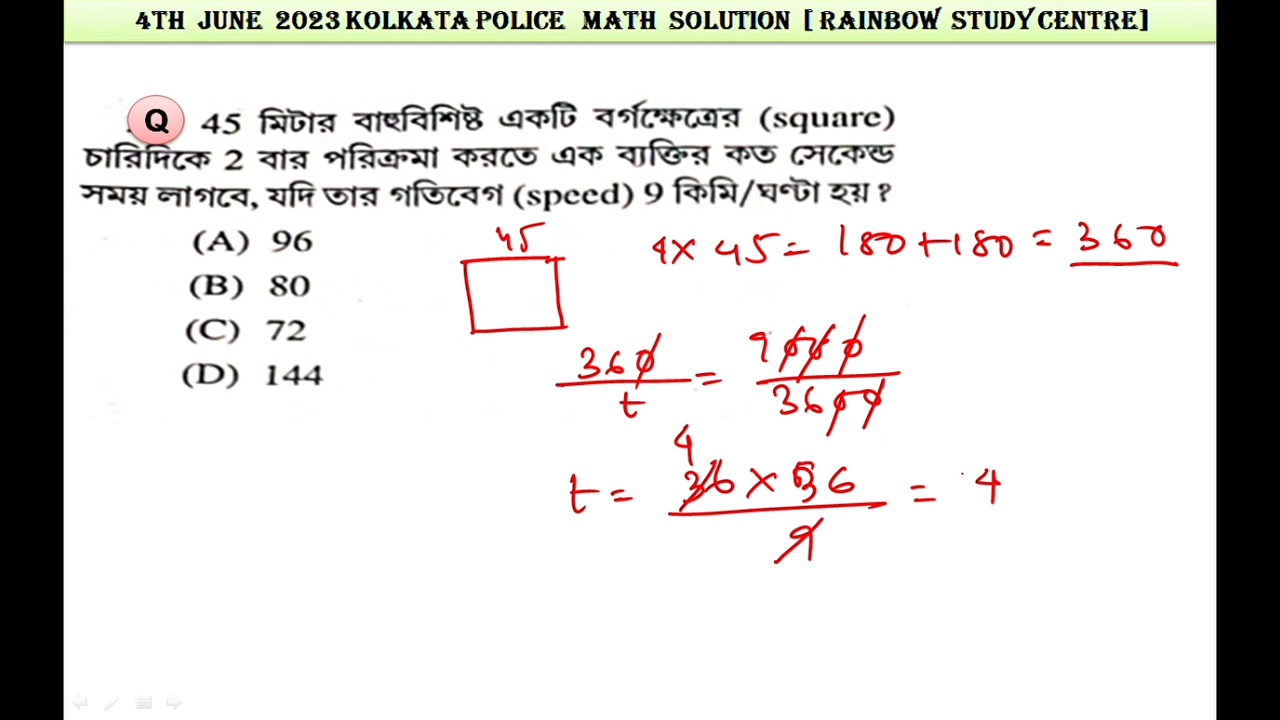 4TH JUNE 2023 KOLKATA POLICE MATH SOLUTION [ RAINBOW STUDY CENTRE]
Q 45 মিটার বাহুবিশিষ্ট একটি বর্গক্ষেত্রের (square)
চারিদিকে 2 বার পরিক্রমা করতে এক ব্যক্তির কত সেকেন্ড
সময় লাগবে, যদি তার গতিবেগ (speed) 9 কিমি/ঘণ্টা হয় ?
(A) 96
(B) 80
(C) 72
(D) 144
45
4 x 45 = 180 + 180 = 360
360/t = 9000/3600
4
t = 36 x 36/9 = 4